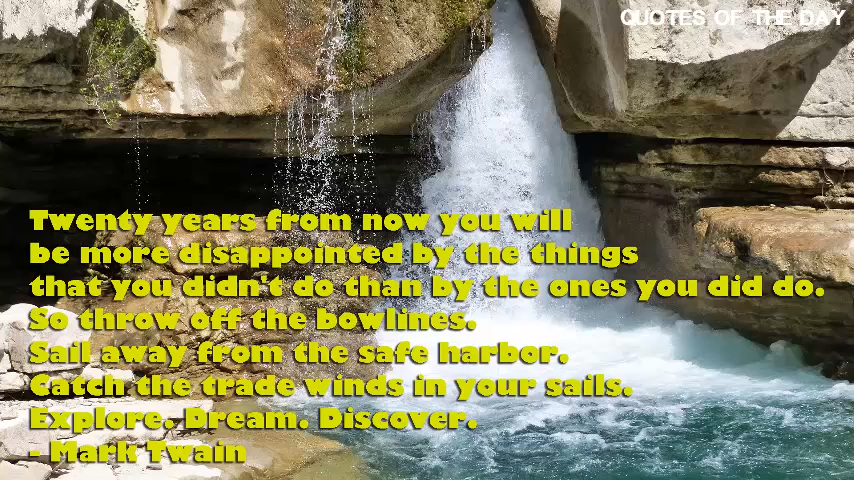 QUOTES OF THE DAY
Twenty years from now you will
be more disappointed by the things
that you didn't do than by the ones you did do.
So throw off the bowlines.
Sail away from the safe harbor.
Catch the trade winds in your sails.
Explore. Dream. Discover.
- Mark Twain